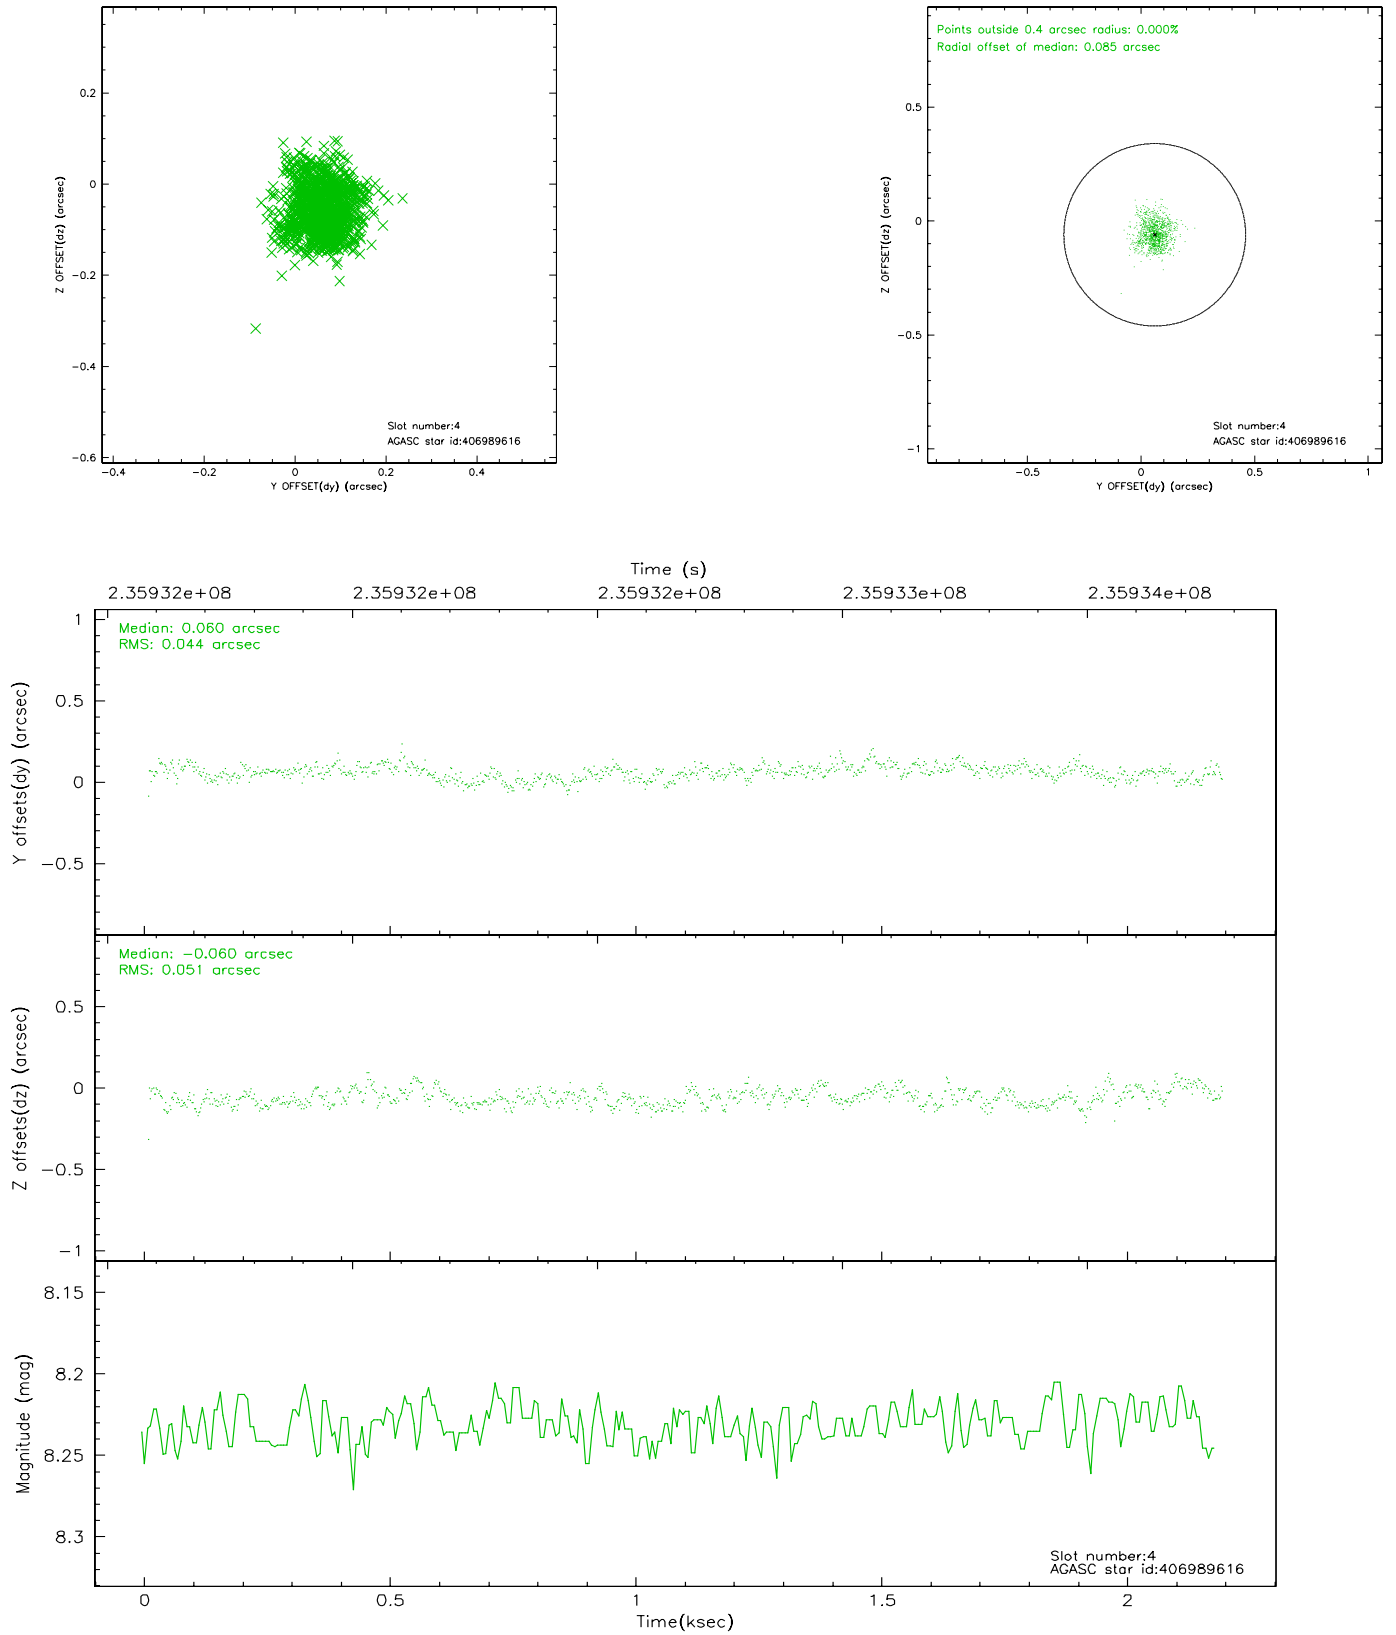 0.2
0
−0.2
−0.4
−0.6
Z OFFSET(dz) (arcsec)
Slot number:4
AGASC star id:406989616
−0.4
−0.2
0
0.2
0.4
Y OFFSET(dy) (arcsec)
Points outside 0.4 arcsec radius: 0.000%
Radial offset of median: 0.085 arcsec
0.5
0
−0.5
−1
Z OFFSET(dz) (arcsec)
Slot number:4
AGASC star id:406989616
−0.5
0
0.5
1
Y OFFSET(dy) (arcsec)
Time (s)
2.35932e+08
2.35932e+08
2.35932e+08
2.35933e+08
2.35934e+08
Median: 0.060 arcsec
RMS: 0.044 arcsec
1
0.5
0
−0.5
Y offsets(dy) (arcsec)
Median: −0.060 arcsec
RMS: 0.051 arcsec
0.5
0
−0.5
−1
Z offsets(dz) (arcsec)
8.15
8.2
8.25
8.3
Magnitude (mag)
Slot number:4
AGASC star id:406989616
0
0.5
1
1.5
2
Time(ksec)